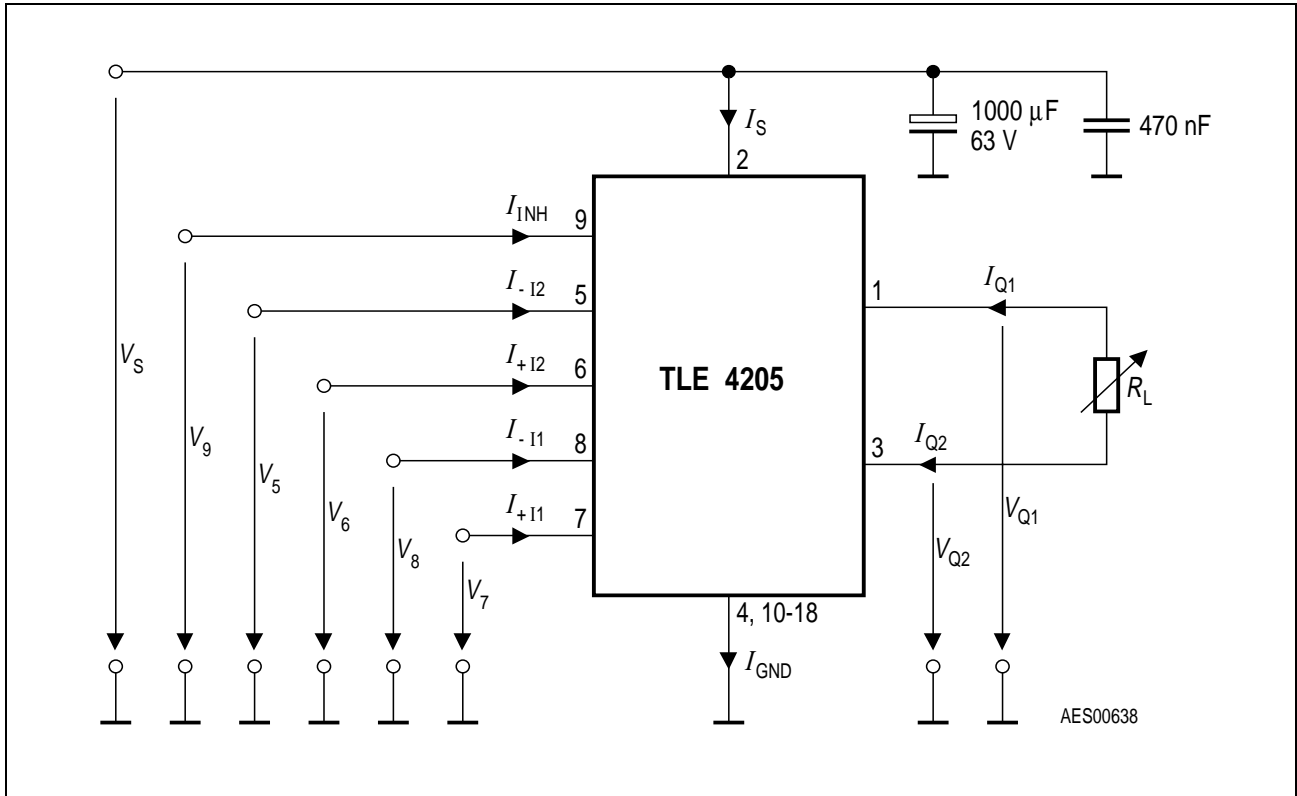 I_S
2
1000 μF
63 V
470 nF
I_INH
9
I_- I2
5
I_+ I2
6
I_- I1
8
I_+ I1
7
TLE 4205
1
I_Q1
3
I_Q2
R_L
V_S
V_9
V_5
V_6
V_8
V_7
V_Q2
V_Q1
4, 10-18
I_GND
AES00638